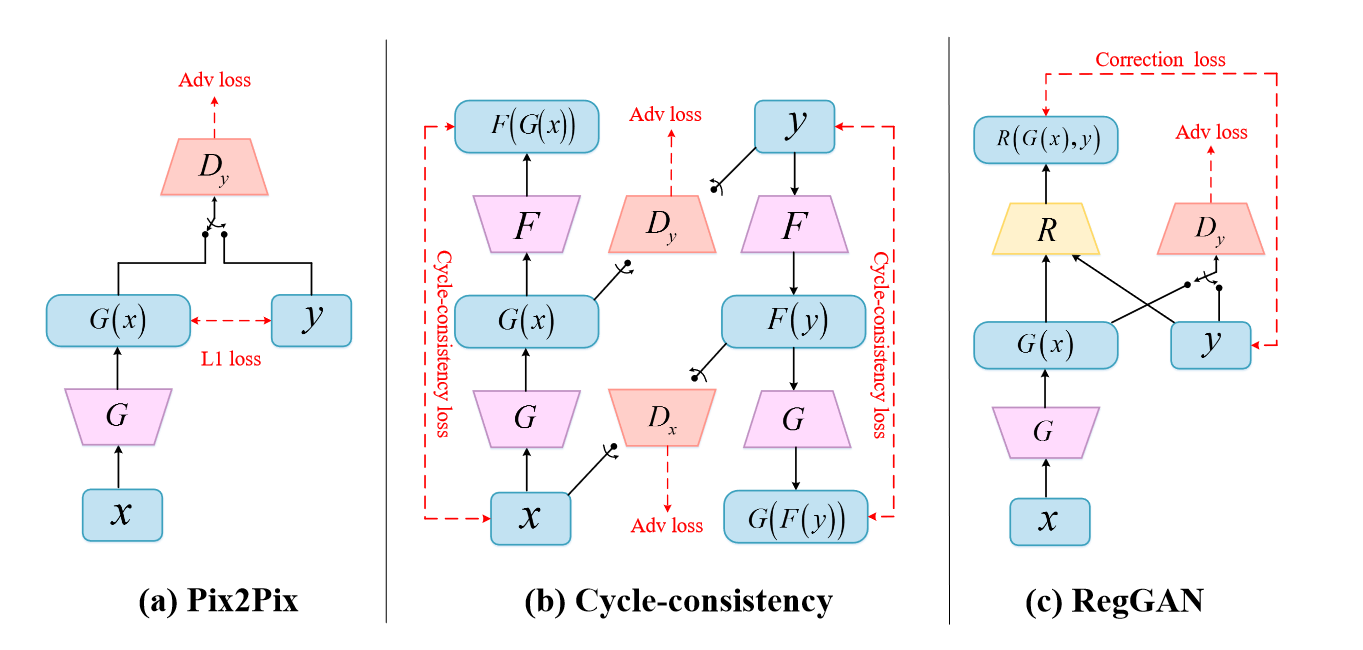 Adv loss
D_y
G(x)
y
L1 loss
G
x
(a) Pix2Pix
F(G(x))
Adv loss
y
F
D_y
F
Cycle-consistency loss
Cycle-consistency loss
G(x)
F(y)
G
D_x
G
x
Adv loss
G(F(y))
(b) Cycle-consistency
Correction loss
R(G(x),y)
Adv loss
R
D_y
G(x)
y
G
x
(c) RegGAN